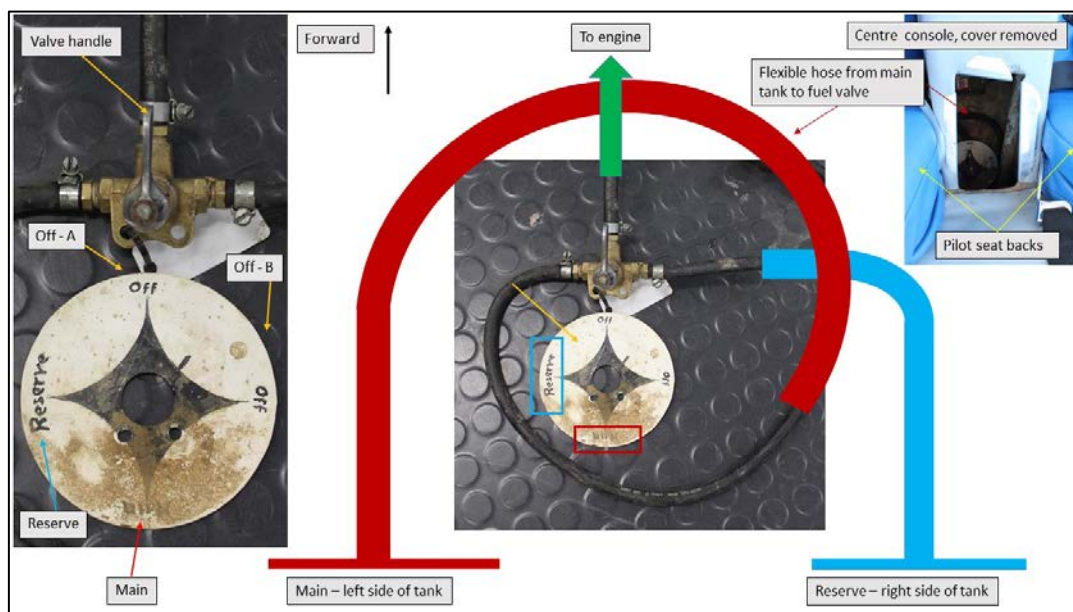 Valve handle
Forward
To engine
Centre console, cover removed
Flexible hose from main
tank to fuel valve
Off - A
Off - B
OFF
OFF
Reserve
Reserve
Main
Pilot seat backs
OFF
OFF
Reserve
Main – left side of tank
Reserve – right side of tank